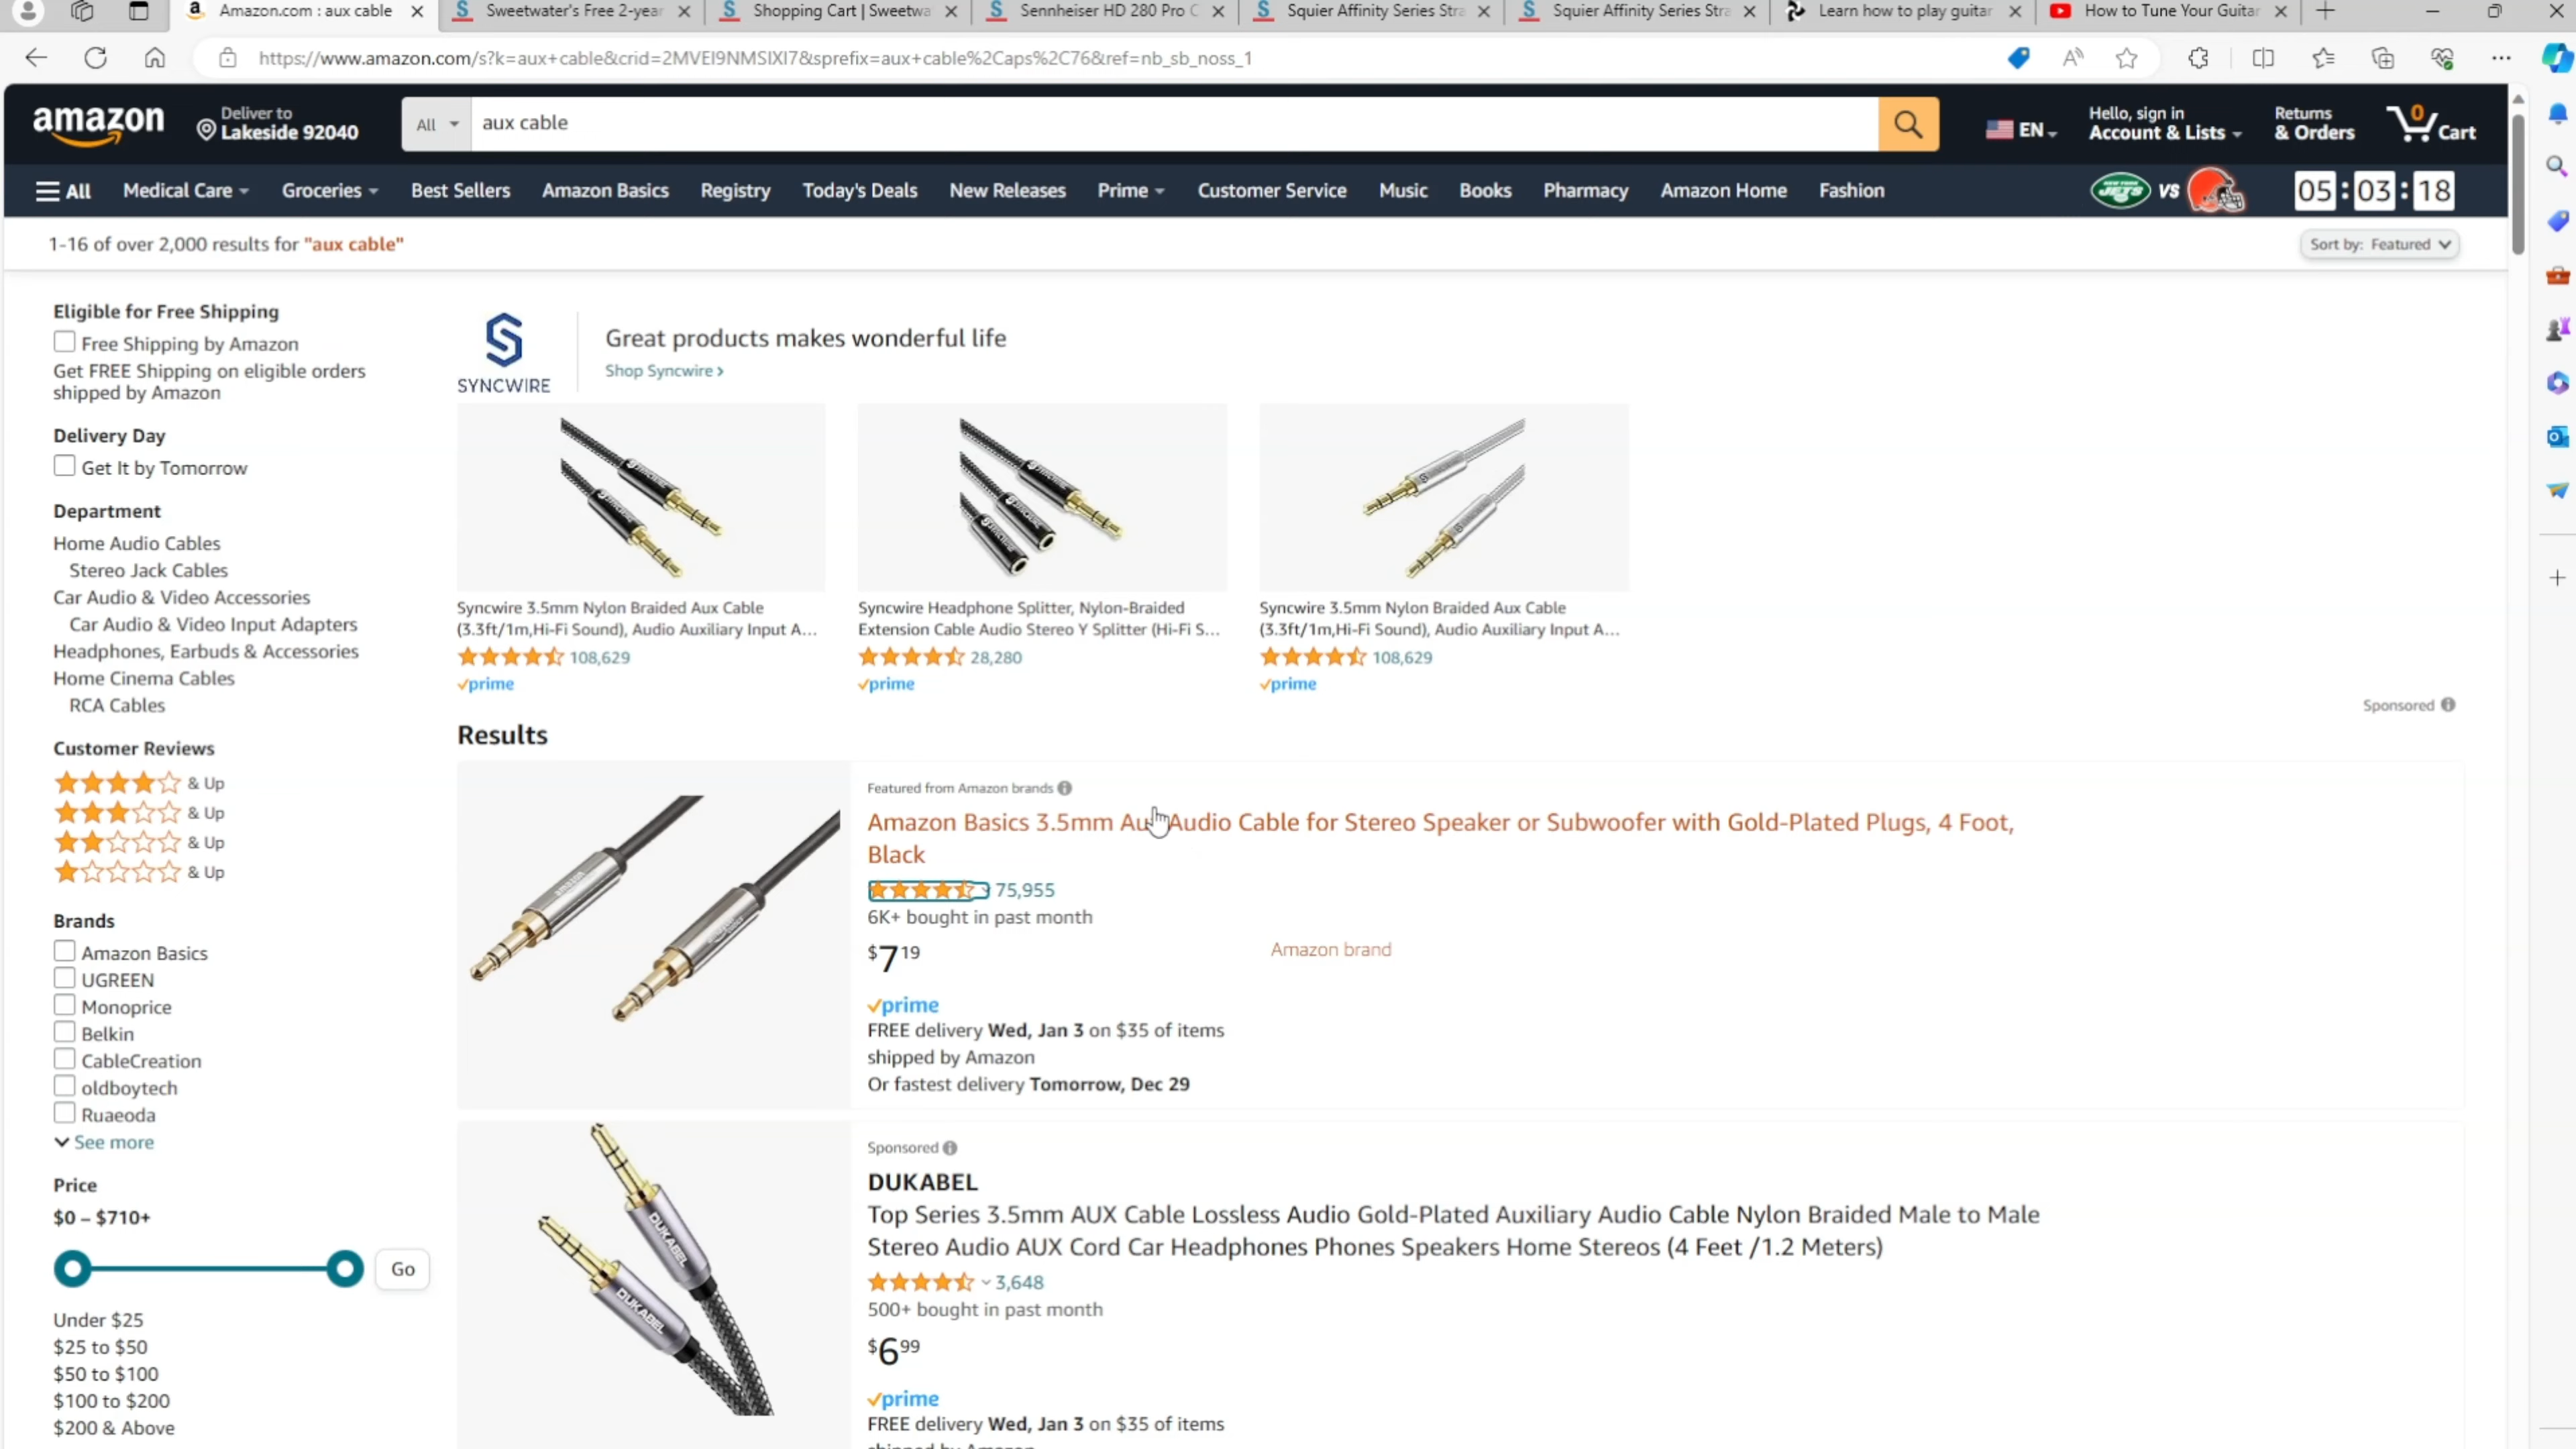 Amazon.com : aux cable
Sweetwater's Free 2-year
Shopping Cart | Sweetwa
Sennheiser HD 280 Pro C
Squier Affinity Series Stra
Squier Affinity Series Stra
Learn how to play guitar
How to Tune Your Guitar
https://www.amazon.com/s?k=aux+cable&crid=2MVEI9NMSIXI7&sprefix=aux+cable%2Caps%2C76&ref=nb_sb_noss_1
amazon
Deliver to
Lakeside 92040
All
aux cable
EN
Hello, sign in
Account & Lists
Returns
& Orders
0
Cart
All
Medical Care
Groceries
Best Sellers
Amazon Basics
Registry
Today's Deals
New Releases
Prime
Customer Service
Music
Books
Pharmacy
Amazon Home
Fashion
JETS VS
05 : 03 : 18
1-16 of over 2,000 results for "aux cable"
Sort by: Featured
Eligible for Free Shipping
Free Shipping by Amazon
Get FREE Shipping on eligible orders
shipped by Amazon
Delivery Day
Get It by Tomorrow
Department
Home Audio Cables
Stereo Jack Cables
Car Audio & Video Accessories
Car Audio & Video Input Adapters
Headphones, Earbuds & Accessories
Home Cinema Cables
RCA Cables
Customer Reviews
& Up
& Up
& Up
& Up
Brands
Amazon Basics
UGREEN
Monoprice
Belkin
CableCreation
oldboytech
Ruaeoda
See more
Price
$0 – $710+
Go
Under $25
$25 to $50
$50 to $100
$100 to $200
$200 & Above
SYNCWIRE
Great products makes wonderful life
Shop Syncwire ›
Syncwire 3.5mm Nylon Braided Aux Cable
(3.3ft/1m,Hi-Fi Sound), Audio Auxiliary Input A...
108,629
prime
Syncwire Headphone Splitter, Nylon-Braided
Extension Cable Audio Stereo Y Splitter (Hi-Fi S...
28,280
prime
Syncwire 3.5mm Nylon Braided Aux Cable
(3.3ft/1m,Hi-Fi Sound), Audio Auxiliary Input A...
108,629
prime
Sponsored
Results
Featured from Amazon brands
Amazon Basics 3.5mm Au Audio Cable for Stereo Speaker or Subwoofer with Gold-Plated Plugs, 4 Foot,
Black
75,955
6K+ bought in past month
$7 19
Amazon brand
prime
FREE delivery Wed, Jan 3 on $35 of items
shipped by Amazon
Or fastest delivery Tomorrow, Dec 29
Sponsored
DUKABEL
Top Series 3.5mm AUX Cable Lossless Audio Gold-Plated Auxiliary Audio Cable Nylon Braided Male to Male
Stereo Audio AUX Cord Car Headphones Phones Speakers Home Stereos (4 Feet /1.2 Meters)
3,648
500+ bought in past month
$6 99
prime
FREE delivery Wed, Jan 3 on $35 of items
DUKABEL
DUKABEL